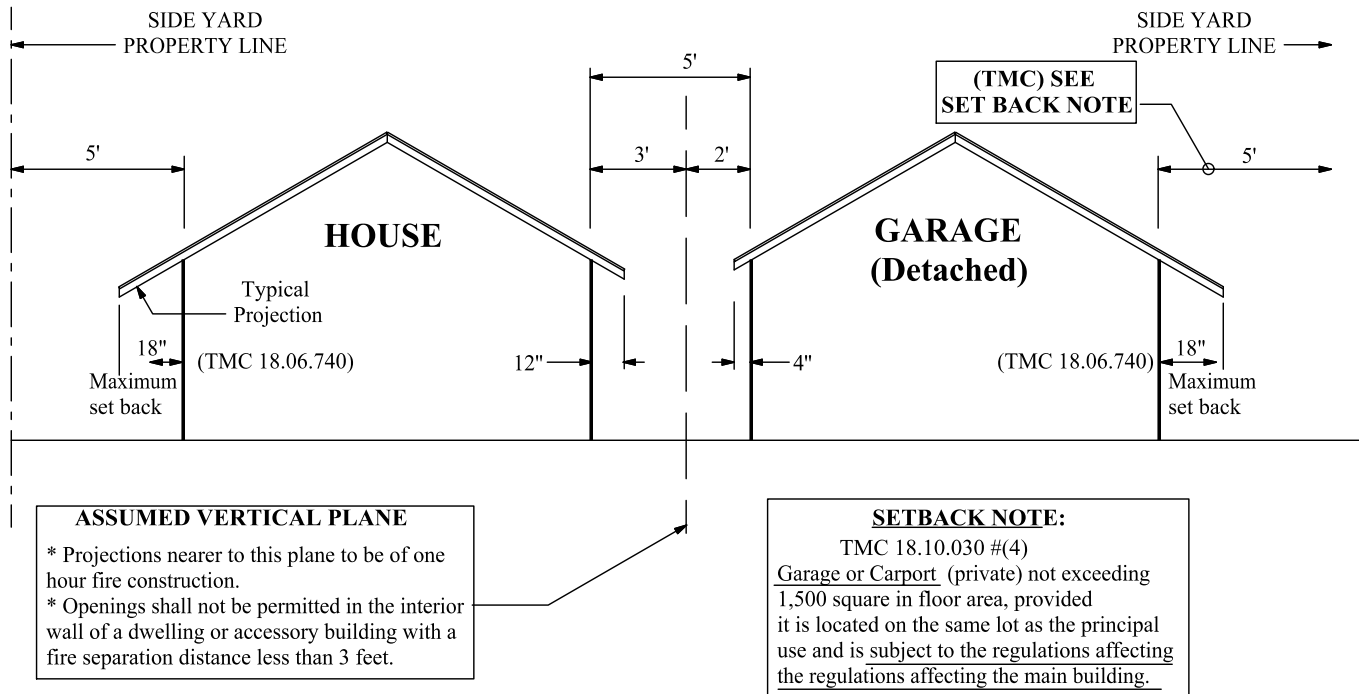 SIDE YARD
PROPERTY LINE
SIDE YARD
PROPERTY LINE
5'
(TMC) SEE
SET BACK NOTE
5'
3'
2'
5'
HOUSE
GARAGE
(Detached)
Typical
Projection
18"
(TMC 18.06.740)
12"
4"
(TMC 18.06.740)
18"
Maximum
set back
Maximum
set back
ASSUMED VERTICAL PLANE
* Projections nearer to this plane to be of one
hour fire construction.
* Openings shall not be permitted in the interior
wall of a dwelling or accessory building with a
fire separation distance less than 3 feet.
SETBACK NOTE:
TMC 18.10.030 #(4)
Garage or Carport (private) not exceeding
1,500 square in floor area, provided
it is located on the same lot as the principal
use and is subject to the regulations affecting
the regulations affecting the main building.